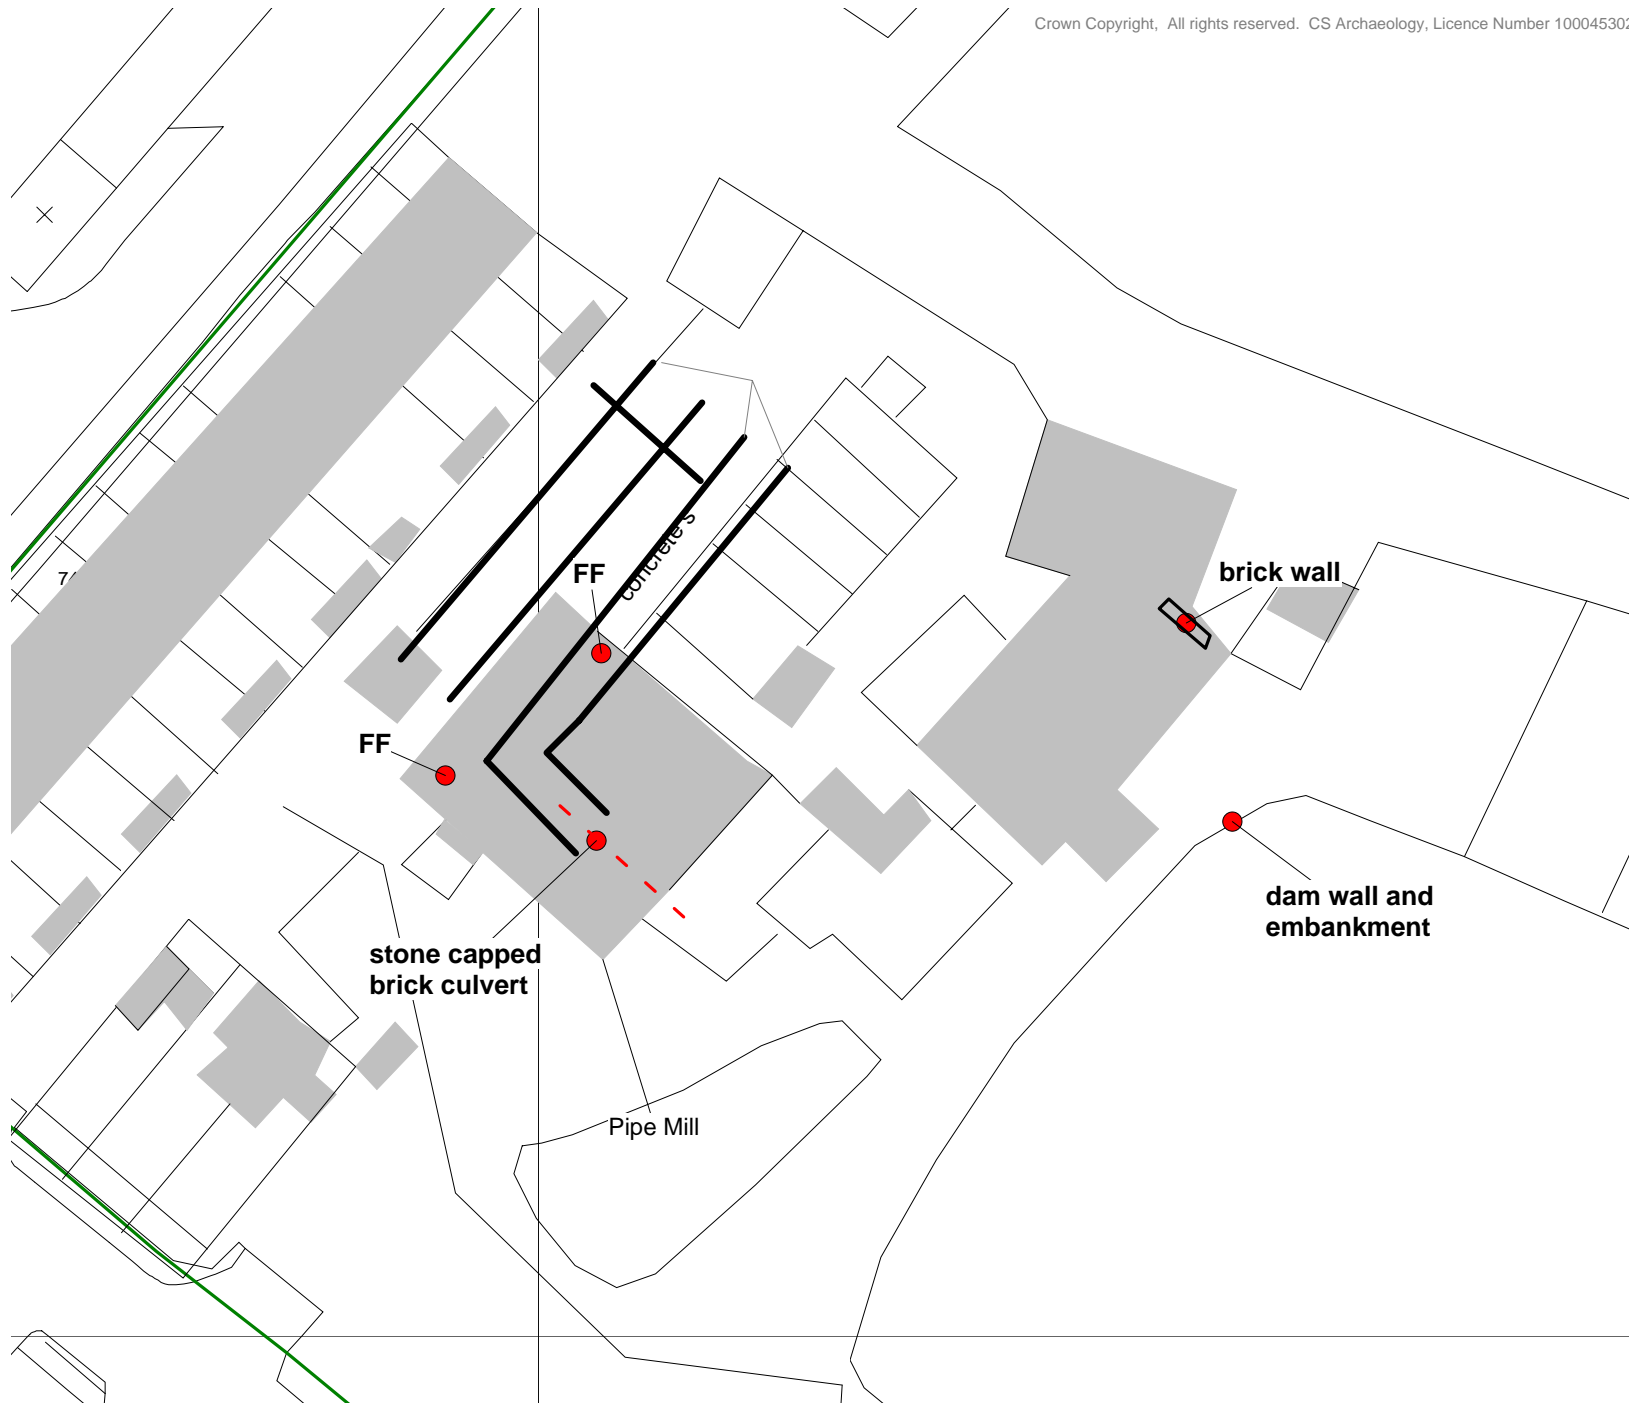 Crown Copyright, All rights reserved. CS Archaeology, Licence Number 100045302
brick wall
FF
concrete's
FF
dam wall and
embankment
stone capped
brick culvert
Pipe Mill